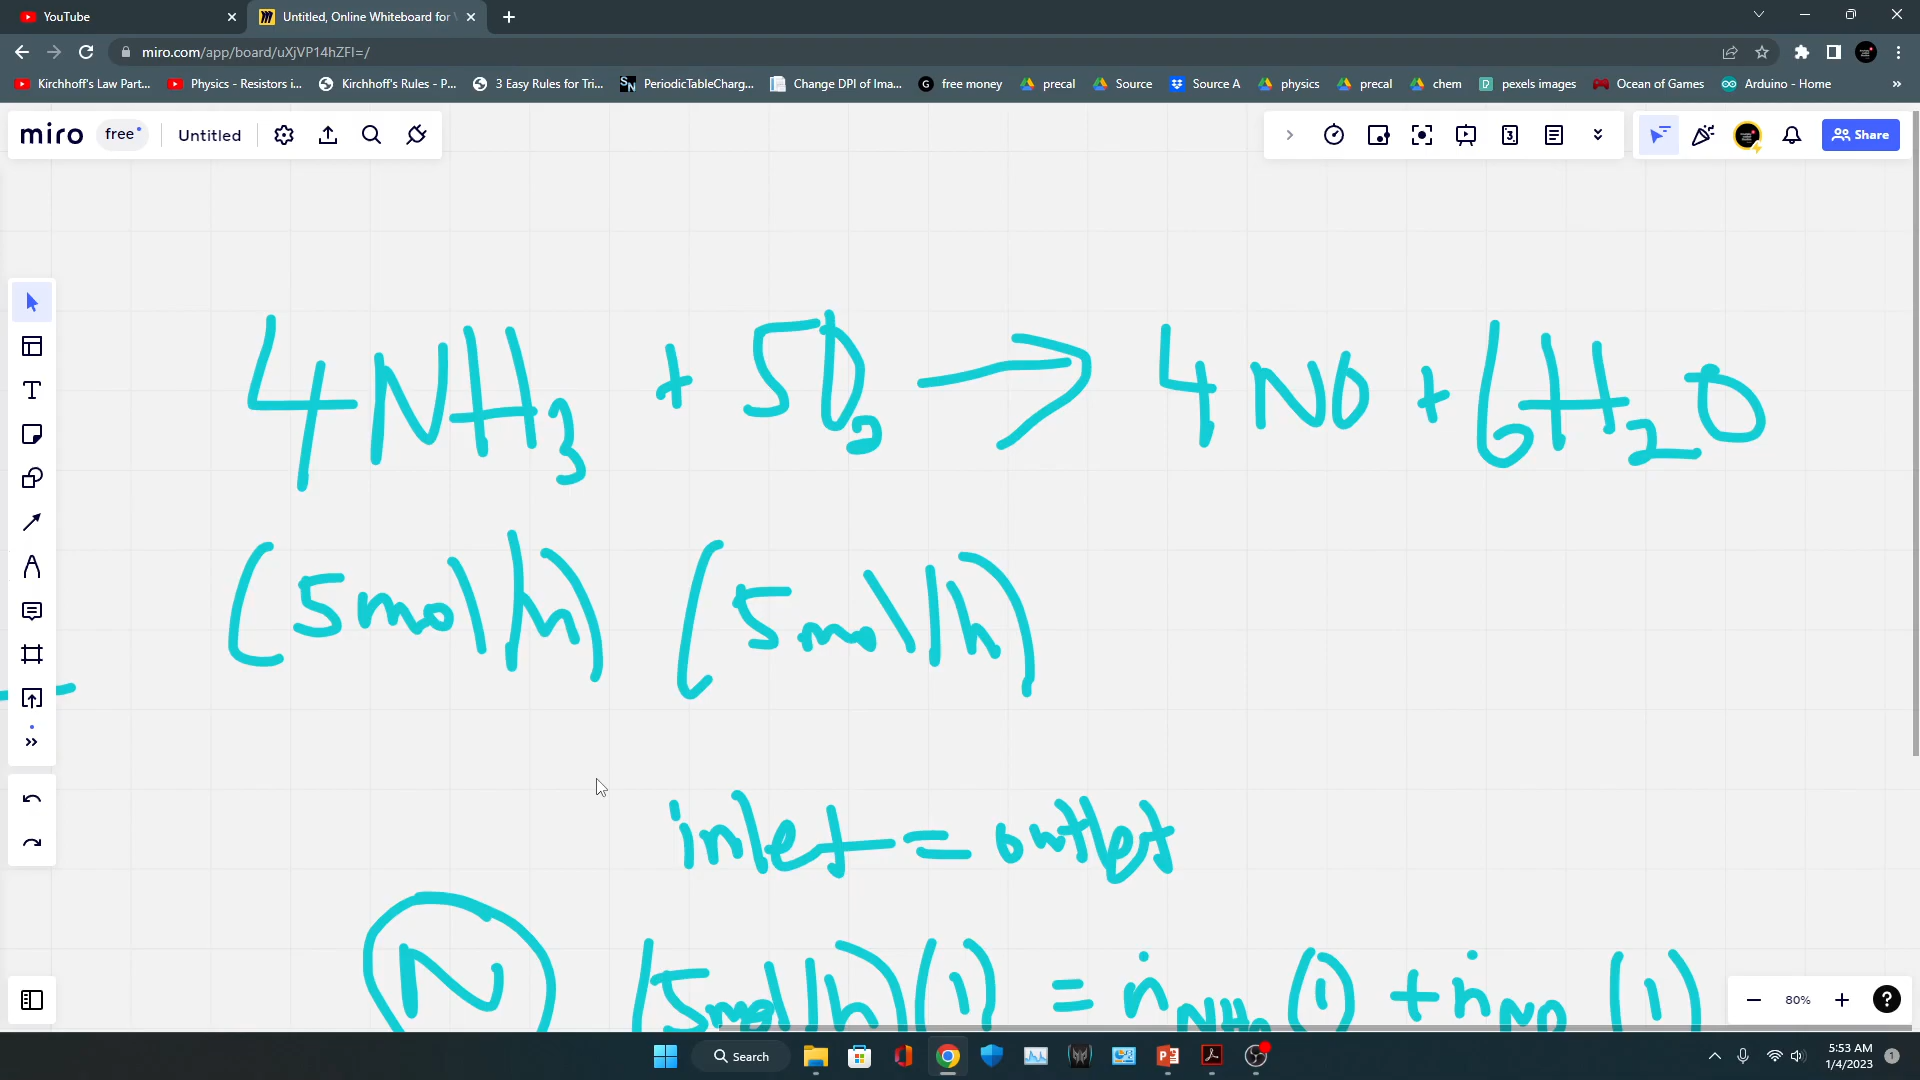 YouTube
Untitled, Online Whiteboard for
miro.com/app/board/uXjVP14hZFI=/
Kirchhoff's Law Part... Physics - Resistors i... Kirchhoff's Rules - P... 3 Easy Rules for Tri... PeriodicTableCharg... Change DPI of Ima... free money precal Source Source A physics precal chem pexels images Ocean of Games Arduino - Home
miro free Untitled
Share
4NH₃ + 5O₂ → 4NO + 6H₂O
(5mol/h) (5mol/h)
inlet = outlet
N (5mol/h)(1) = ṅNH₃ (1) + ṅNO (1)
80%
Search
5:53 AM
1/4/2023
1